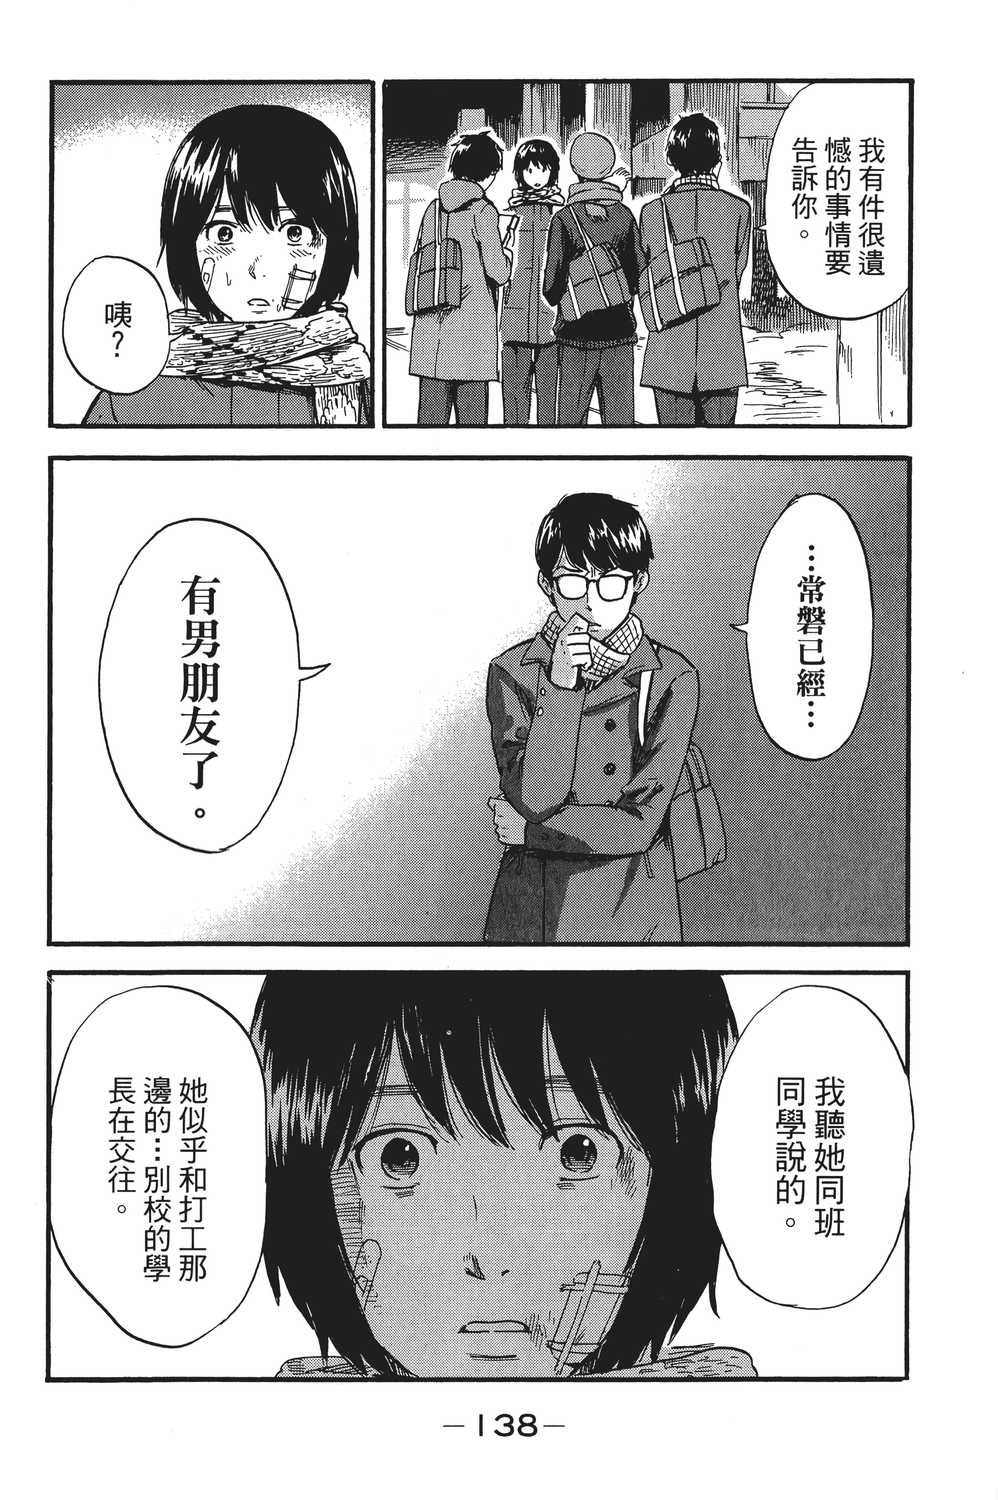 我有件很遺
憾的事情要
告訴你。
咦？
…常磐已經…
有男朋友了。
我聽她同班
同學說的。
她似乎和打工那
邊的…別校的學
長在交往。
—138—